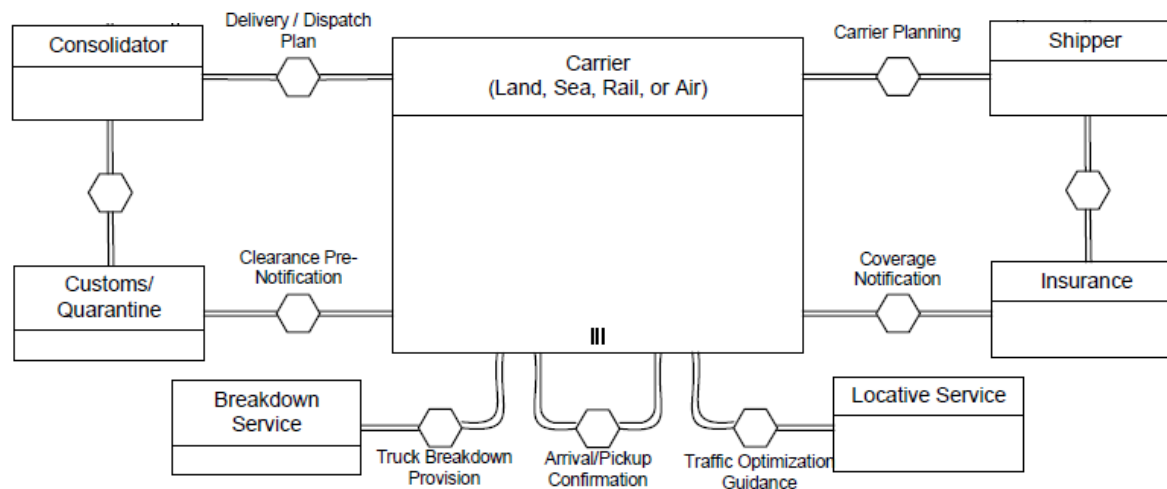 Delivery / Dispatch
Plan
Consolidator
Carrier
(Land, Sea, Rail, or Air)
Carrier Planning
Shipper
Clearance Pre-
Notification
Customs/
Quarantine
Coverage
Notification
Insurance
Breakdown
Service
Truck Breakdown
Provision
Arrival/Pickup
Confirmation
Traffic Optimization
Guidance
Locative Service